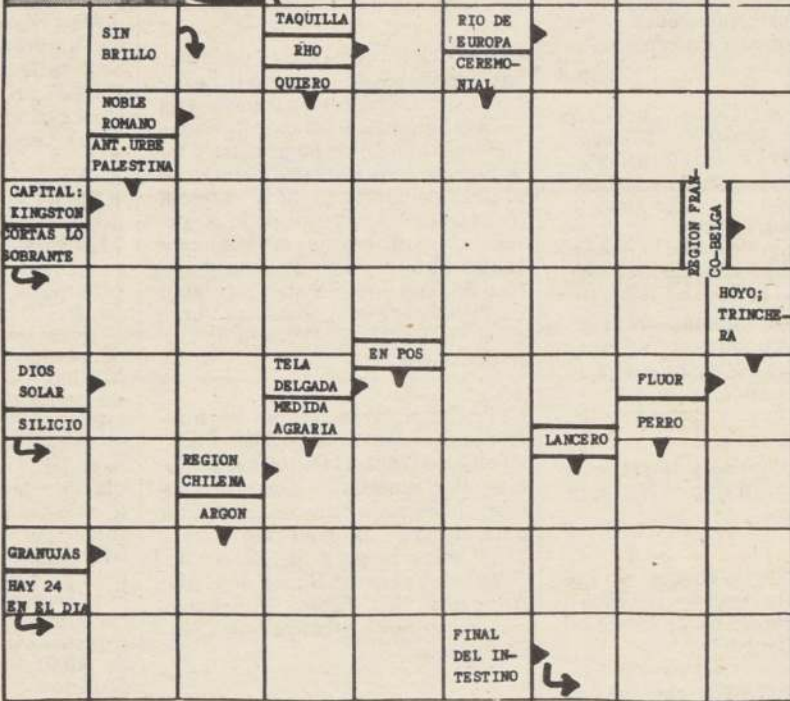 SIN
BRILLO
TAQUILLA
RHO
QUIERO
RIO DE
EUROPA
CEREMO-
NIAL
NOBLE
ROMANO
ANT.URBE
PALESTINA
CAPITAL:
KINGSTON
CORTAS LO
SOBRANTE
REGION FRAN-
CO-BELGA
HOYO;
TRINCHE-
RA
DIOS
SOLAR
SILICIO
TELA
DELGADA
MEDIDA
AGRARIA
EN POS
FLUOR
PERRO
REGION
CHILENA
ARGON
LANCERO
GRANUJAS
HAY 24
EN EL DIA
FINAL
DEL IN-
TESTINO